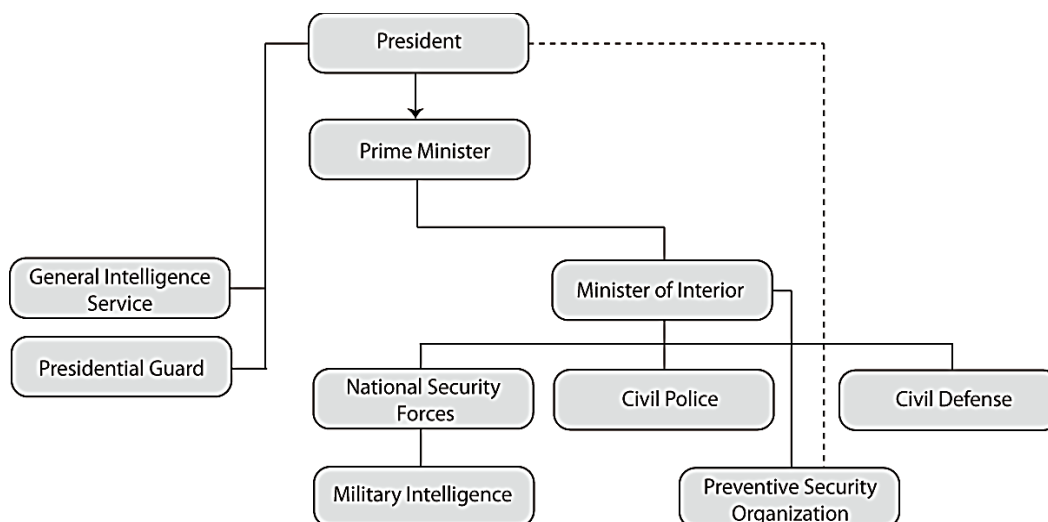 President
Prime Minister
General Intelligence
Service
Minister of Interior
Presidential Guard
National Security
Forces
Civil Police
Civil Defense
Military Intelligence
Preventive Security
Organization